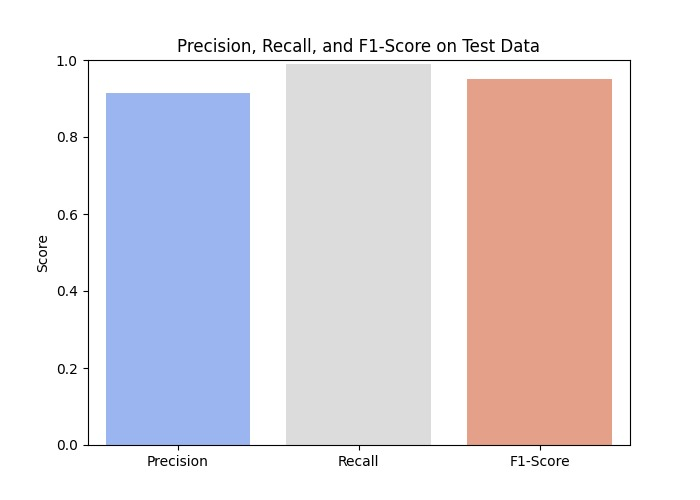 Precision, Recall, and F1-Score on Test Data
1.0
0.8
0.6
0.4
0.2
0.0
Score
Precision Recall F1-Score